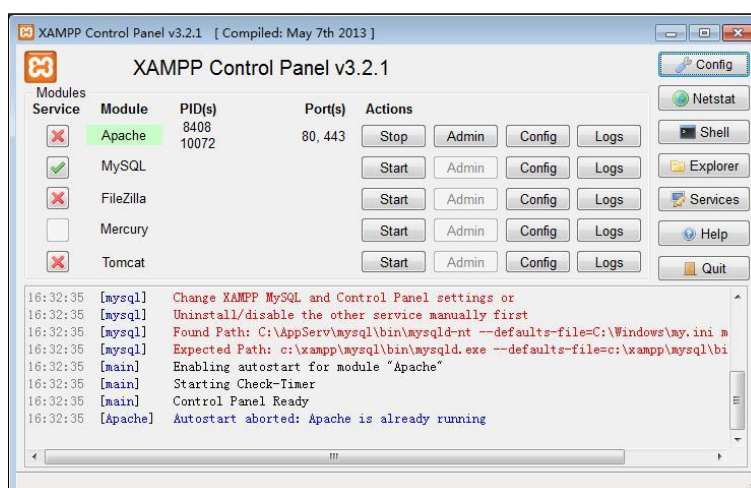 XAMPP Control Panel v3.2.1 [ Compiled: May 7th 2013 ]
XAMPP Control Panel v3.2.1
Config
Modules
Service Module PID(s) Port(s) Actions
Netstat
Apache 8408 10072 80, 443 Stop Admin Config Logs
Shell
MySQL Start Admin Config Logs
Explorer
FileZilla Start Admin Config Logs
Services
Mercury Start Admin Config Logs
Help
Tomcat Start Admin Config Logs
Quit
16:32:35 [mysql] Change XAMPP MySQL and Control Panel settings or
16:32:35 [mysql] Uninstall/disable the other service manually first
16:32:35 [mysql] Found Path: C:\AppServ\mysql\bin\mysqld-nt --defaults-file=C:\Windows\my.ini m
16:32:35 [mysql] Expected Path: c:\xampp\mysql\bin\mysqld.exe --defaults-file=c:\xampp\mysql\bi
16:32:35 [main] Enabling autostart for module "Apache"
16:32:35 [main] Starting Check-Timer
16:32:35 [main] Control Panel Ready
16:32:35 [Apache] Autostart aborted: Apache is already running